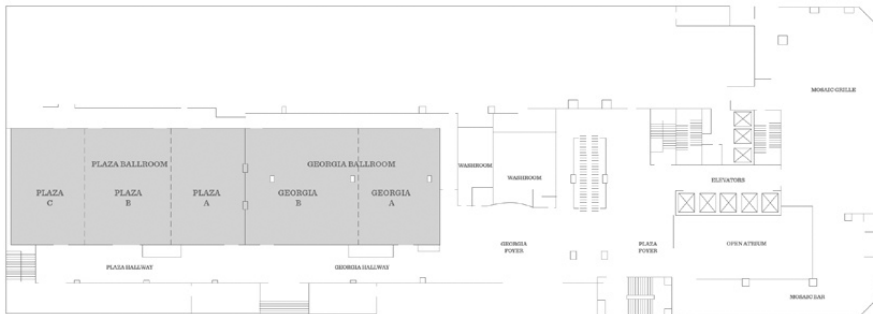 MOSAIC GRILLE
PLAZA BALLROOM
GEORGIA BALLROOM
WASHROOM
WASHROOM
ELEVATORS
PLAZA
C
PLAZA
B
PLAZA
A
GEORGIA
B
GEORGIA
A
GEORGIA
FOYER
PLAZA
FOYER
OPEN ATRIUM
PLAZA HALLWAY
GEORGIA HALLWAY
MOSAIC BAR